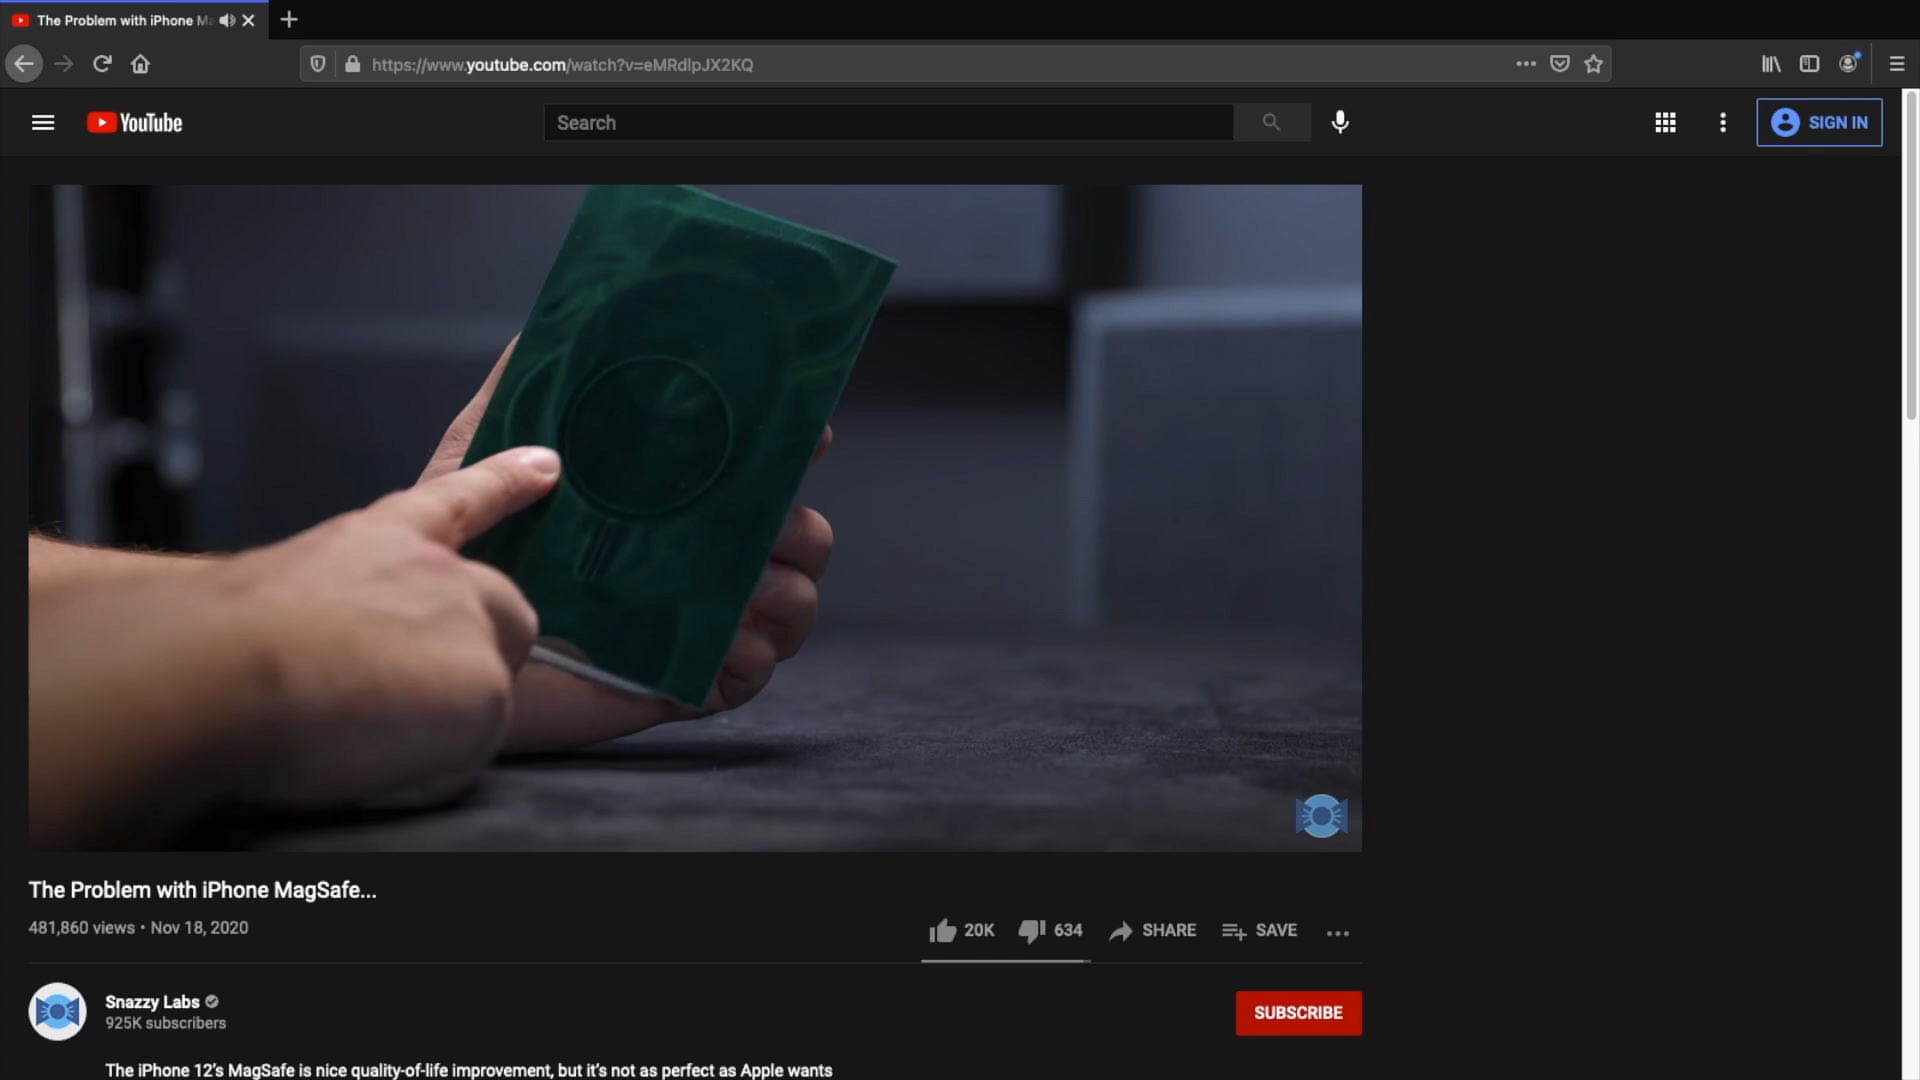 The Problem with iPhone Ma
https://www.youtube.com/watch?v=eMRdlpJX2KQ
YouTube
Search
SIGN IN
The Problem with iPhone MagSafe...
481,860 views • Nov 18, 2020
20K
634
SHARE
SAVE
Snazzy Labs
925K subscribers
SUBSCRIBE
The iPhone 12’s MagSafe is nice quality-of-life improvement, but it’s not as perfect as Apple wants